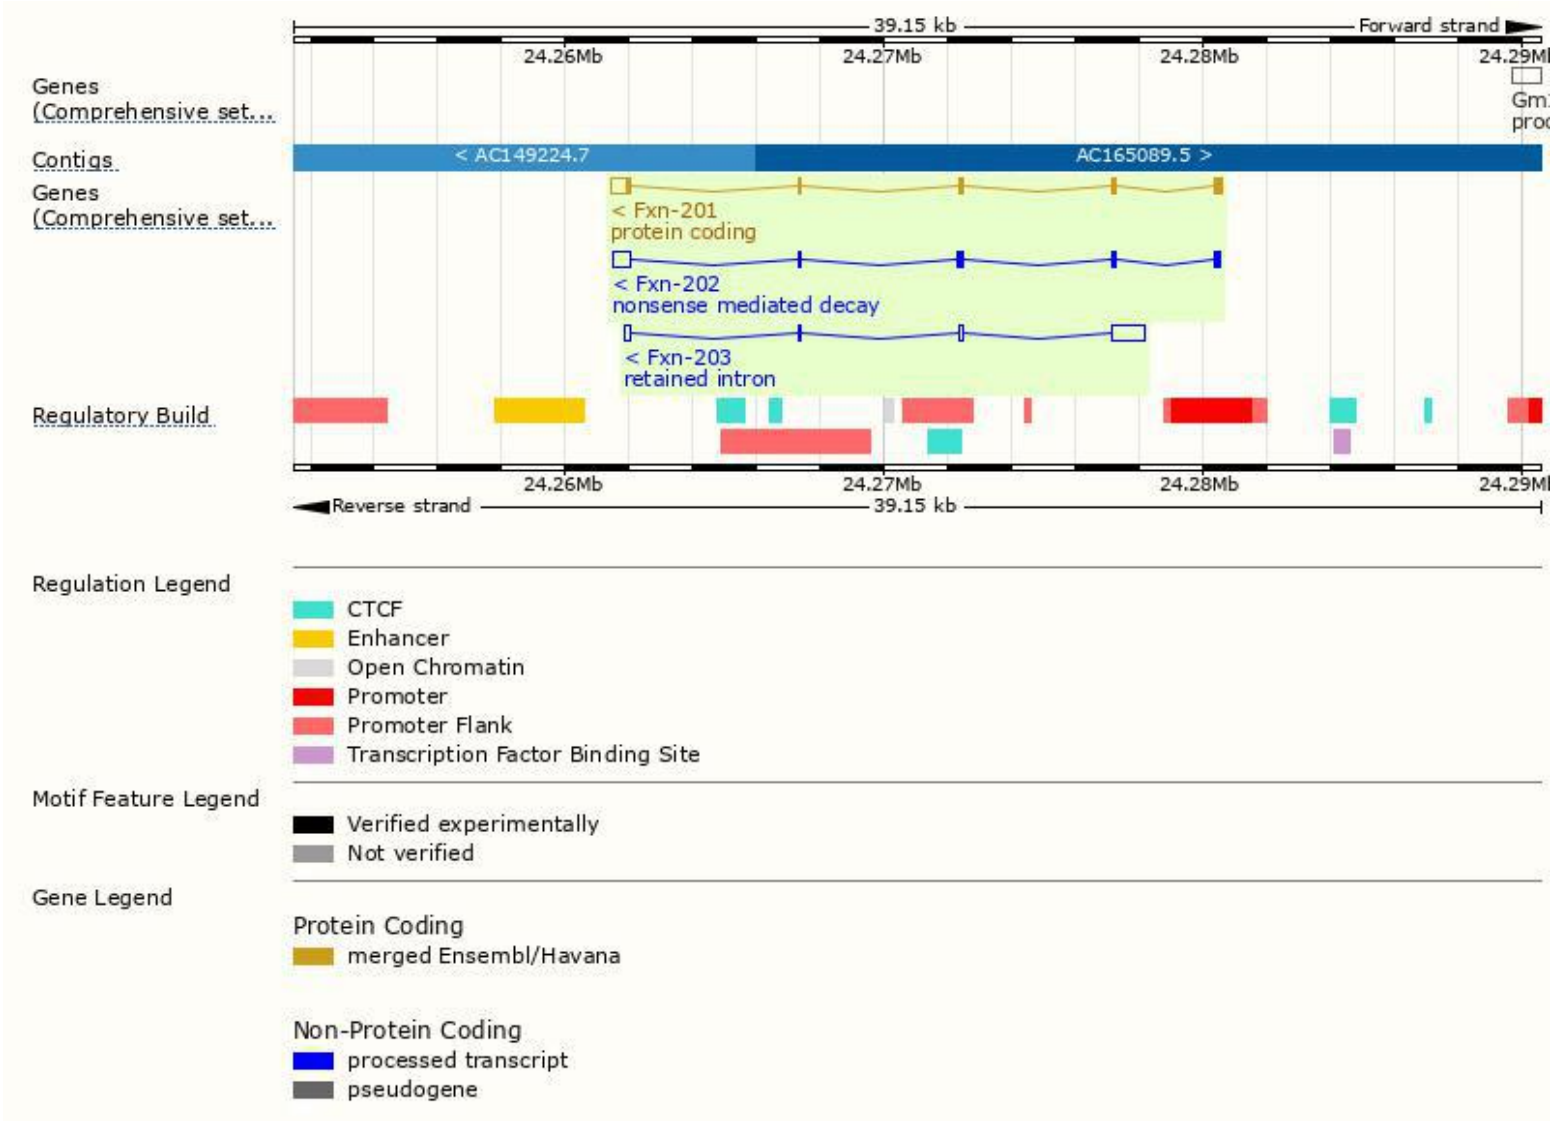 39.15 kb
Forward strand
24.26Mb 24.27Mb 24.28Mb 24.29Mb
Genes
(Comprehensive set...
Gm
proc
Contigs
< AC149224.7 AC165089.5 >
Genes
(Comprehensive set...
< Fxn-201
protein coding
< Fxn-202
nonsense mediated decay
< Fxn-203
retained intron
Regulatory Build
24.26Mb 24.27Mb 24.28Mb 24.29Mb
Reverse strand 39.15 kb
Regulation Legend
CTCF
Enhancer
Open Chromatin
Promoter
Promoter Flank
Transcription Factor Binding Site
Motif Feature Legend
Verified experimentally
Not verified
Gene Legend
Protein Coding
merged Ensembl/Havana
Non-Protein Coding
processed transcript
pseudogene